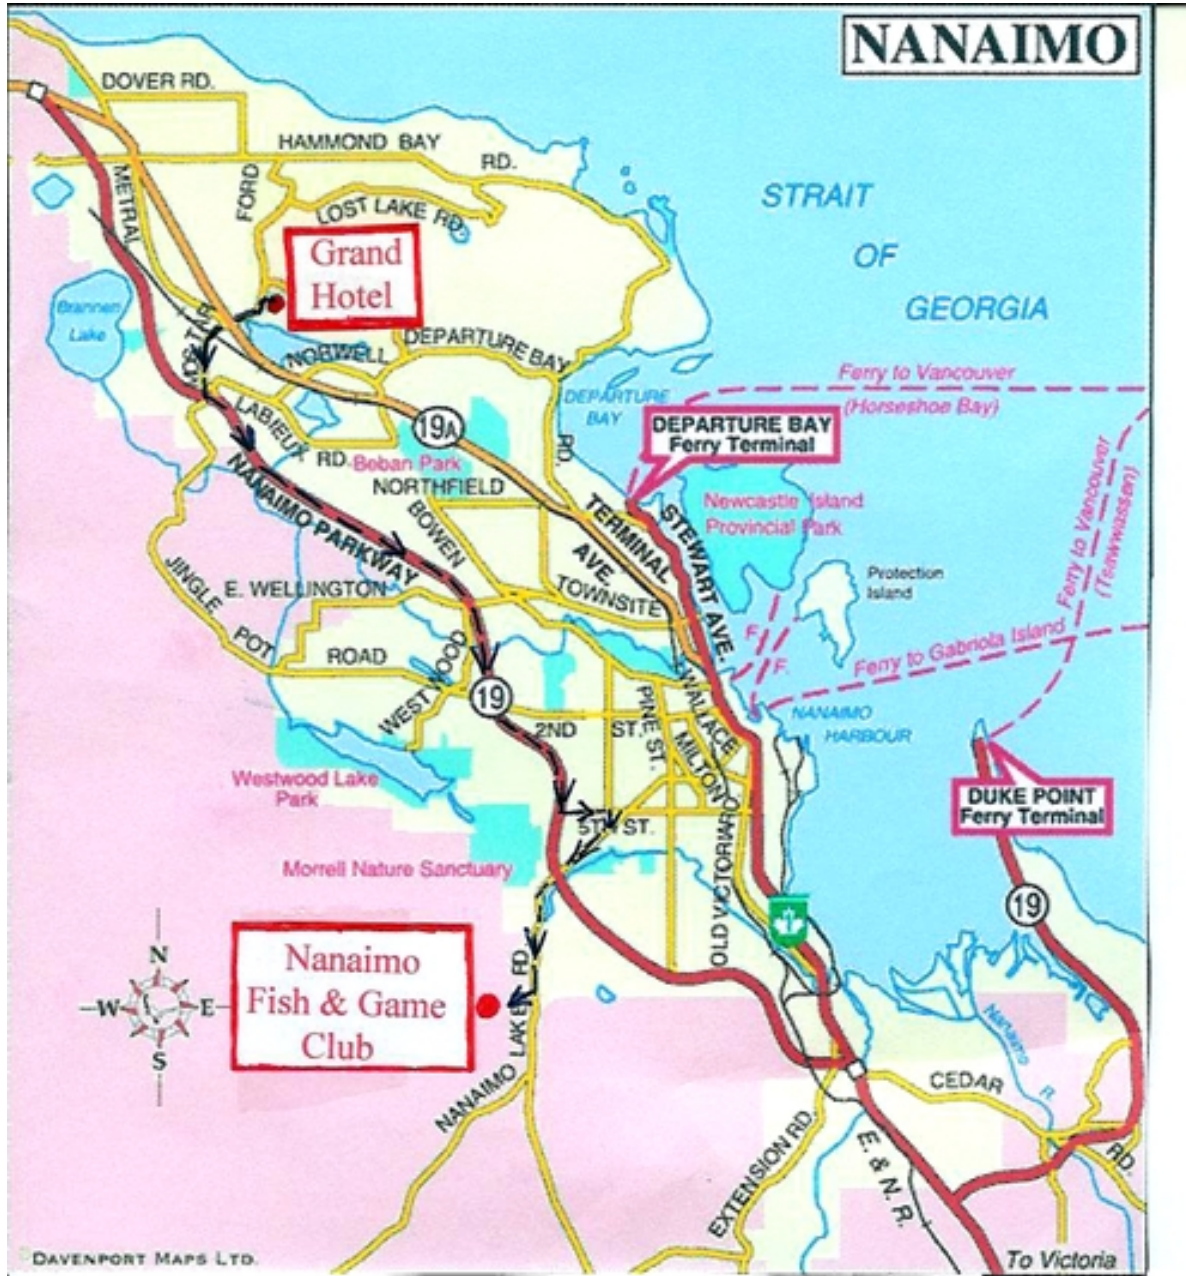 NANAIMO
DOVER RD.
HAMMOND BAY
RD.
METRAL
FORD
LOST LAKE RD.
STRAIT
OF
GEORGIA
Grand
Hotel
Brannen
Lake
MOSTAR
NORWELL
DEPARTURE BAY
RD.
Ferry to Vancouver
(Horseshoe Bay)
DEPARTURE
BAY
DEPARTURE BAY
Ferry Terminal
LABIEUX
RD.
19A
Beban Park
NORTHFIELD
NANAIMO PARKWAY
BOWEN
TERMINAL
AVE.
STEWART AVE.
Newcastle Island
Provincial Park
Ferry to Vancouver
(Tsawwassen)
Protection
Island
JINGLE
POT
ROAD
E. WELLINGTON
TOWNSITE
F.
F.
Ferry to Gabriola Island
WESTWOOD
19
2ND
ST.
PINE ST.
WALLACE
MILTON
NANAIMO
HARBOUR
Westwood Lake
Park
DUKE POINT
Ferry Terminal
5TH ST.
Morrell Nature Sanctuary
OLD VICTORIA RD
1
19
N
W
E
S
Nanaimo
Fish & Game
Club
NANAIMO LAKES RD
Nanaimo
R.
CEDAR
RD.
EXTENSION RD.
E. & N. R.
To Victoria
©DAVENPORT MAPS LTD.